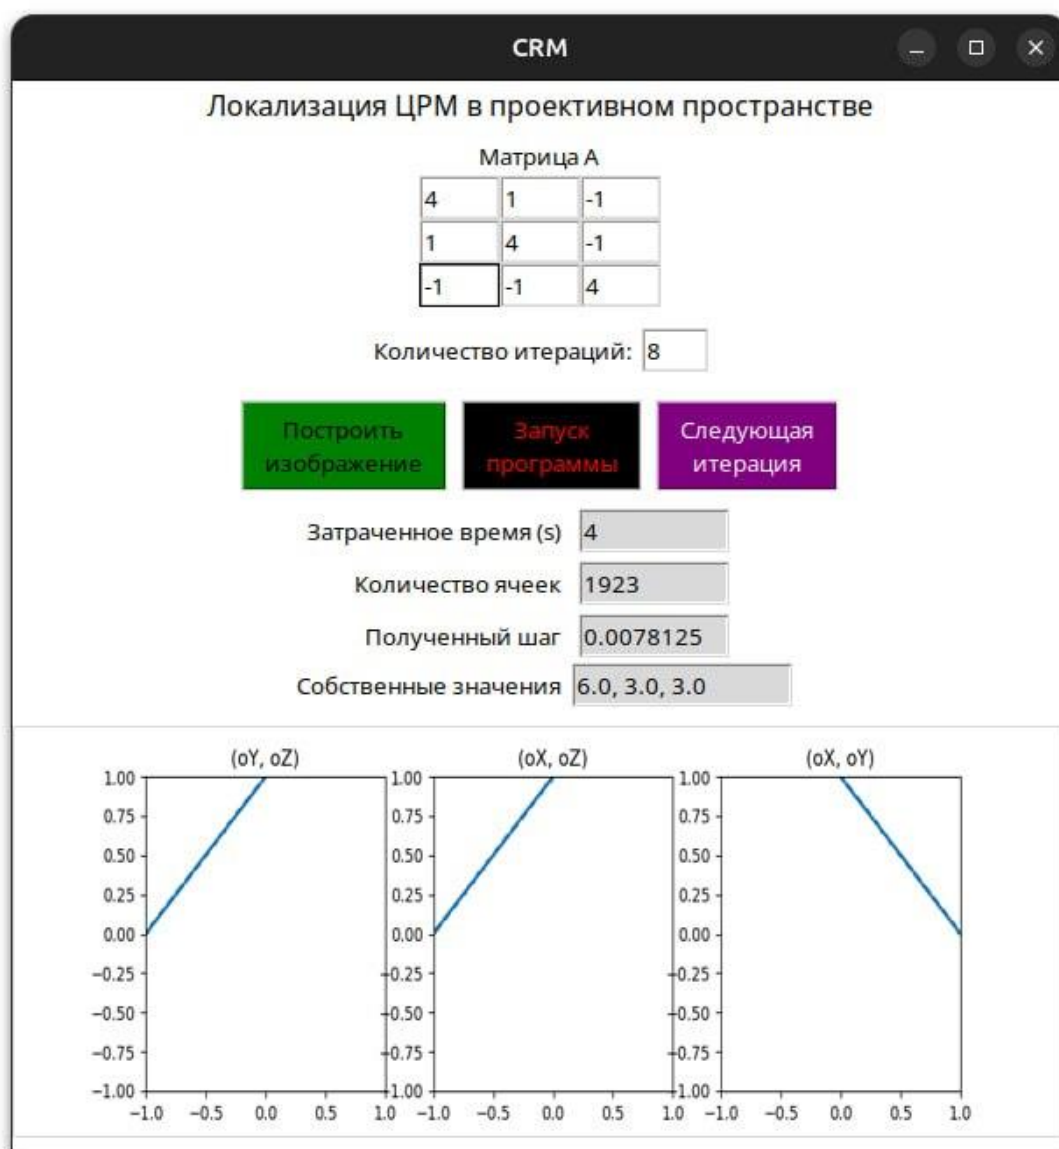 CRM
Локализация ЦРМ в проективном пространстве
Матрица А
4 1 -1
1 4 -1
-1 -1 4
Количество итераций: 8
Построить изображение
Запуск программы
Следующая итерация
Затраченное время (s) 4
Количество ячеек 1923
Полученный шаг 0.0078125
Собственные значения 6.0, 3.0, 3.0
(oY, oZ)
1.00
0.75
0.50
0.25
0.00
−0.25
−0.50
−0.75
−1.00
−1.0 −0.5 0.0 0.5 1.0
(oX, oZ)
1.00
0.75
0.50
0.25
0.00
−0.25
−0.50
−0.75
−1.00
−1.0 −0.5 0.0 0.5 1.0
(oX, oY)
1.00
0.75
0.50
0.25
0.00
−0.25
−0.50
−0.75
−1.00
−1.0 −0.5 0.0 0.5 1.0